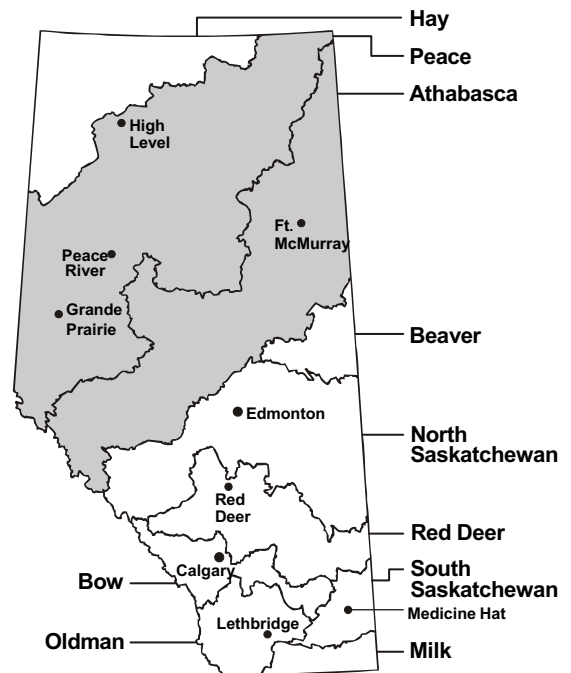 Hay
Peace
Athabasca
High
Level
Ft.
McMurray
Peace
River
Grande
Prairie
Beaver
Edmonton
North
Saskatchewan
Red
Deer
Red Deer
Calgary
South
Saskatchewan
Bow
Medicine Hat
Lethbridge
Oldman
Milk